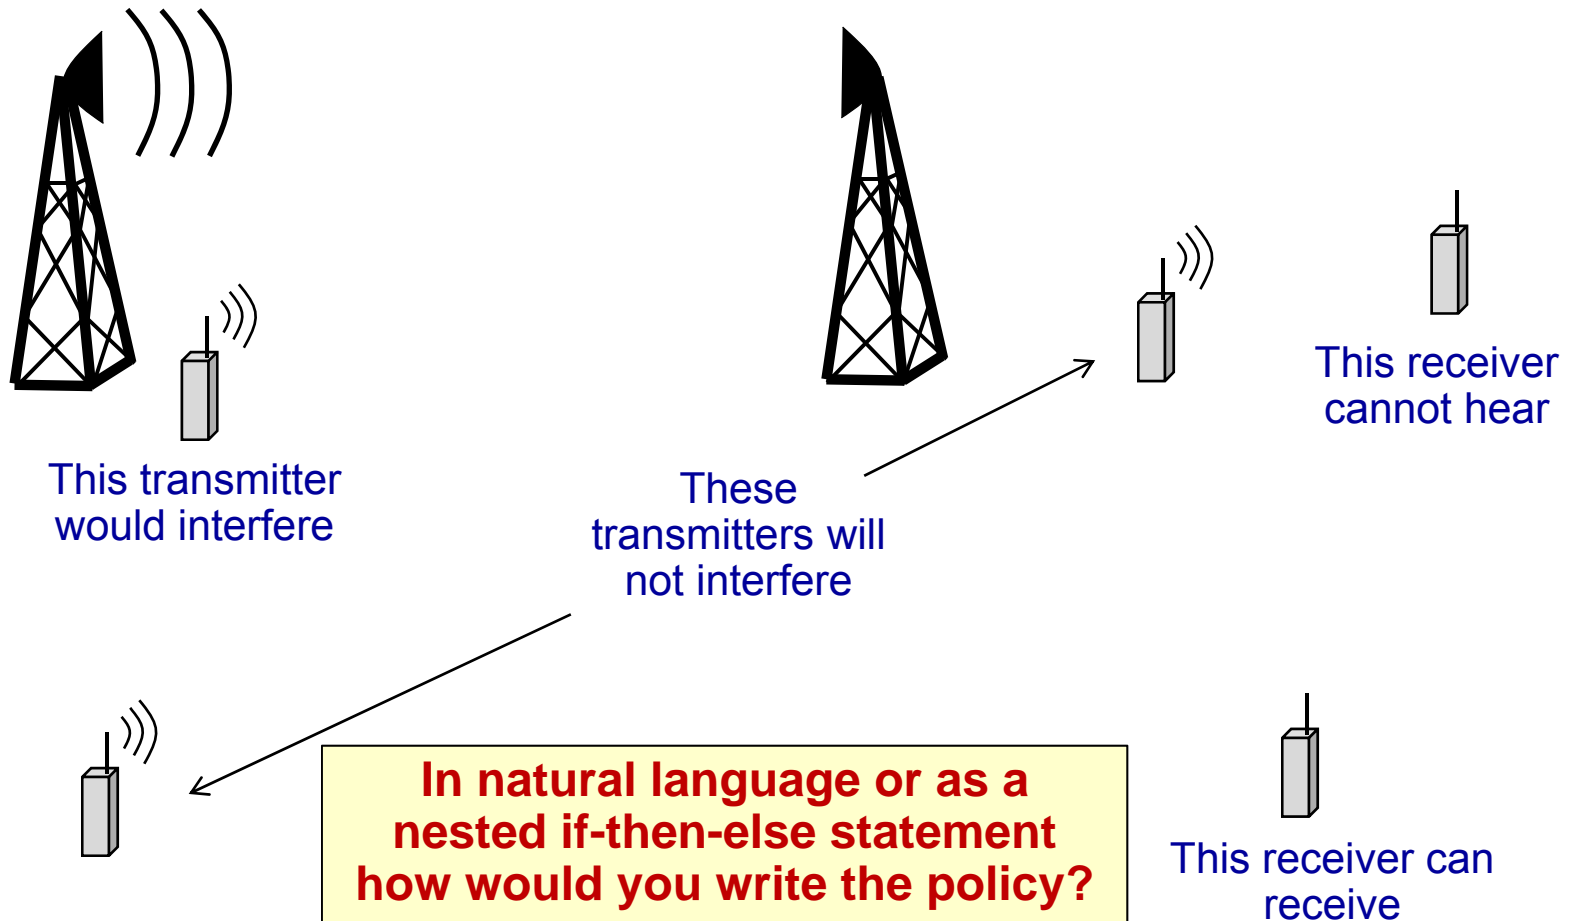 This receiver
cannot hear
This transmitter
would interfere
These
transmitters will
not interfere
In natural language or as a
nested if-then-else statement
how would you write the policy?
This receiver can
receive